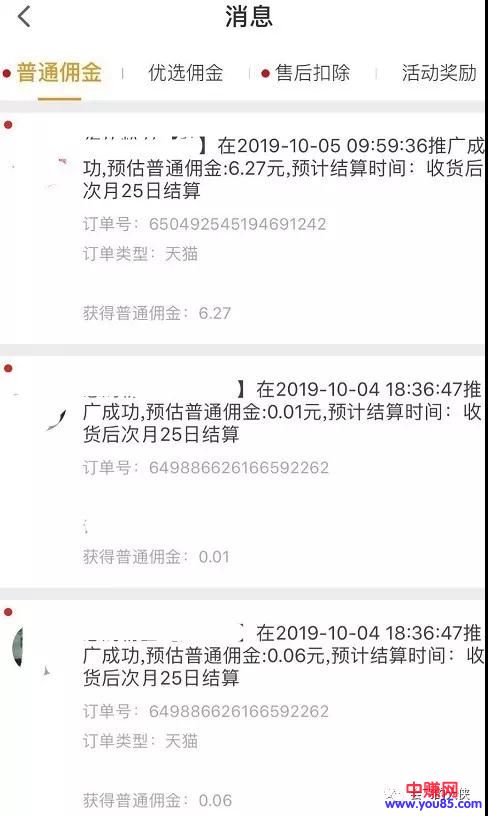 消息
普通佣金
优选佣金
售后扣除
活动奖励
】在2019-10-05 09:59:36推广成
功,预估普通佣金:6.27元,预计结算时间：收货后
次月25日结算
订单号：650492545194691242
订单类型：天猫
获得普通佣金：6.27
】在2019-10-04 18:36:47推
广成功,预估普通佣金:0.01元,预计结算时间：收
货后次月25日结算
订单号：649886626166592262
获得普通佣金：0.01
】在2019-10-04 18:36:47推
广成功,预估普通佣金:0.06元,预计结算时间：收
货后次月25日结算
订单号：649886626166592262
订单类型：天猫
获得普通佣金：0.06
中赚网
www.you85.com